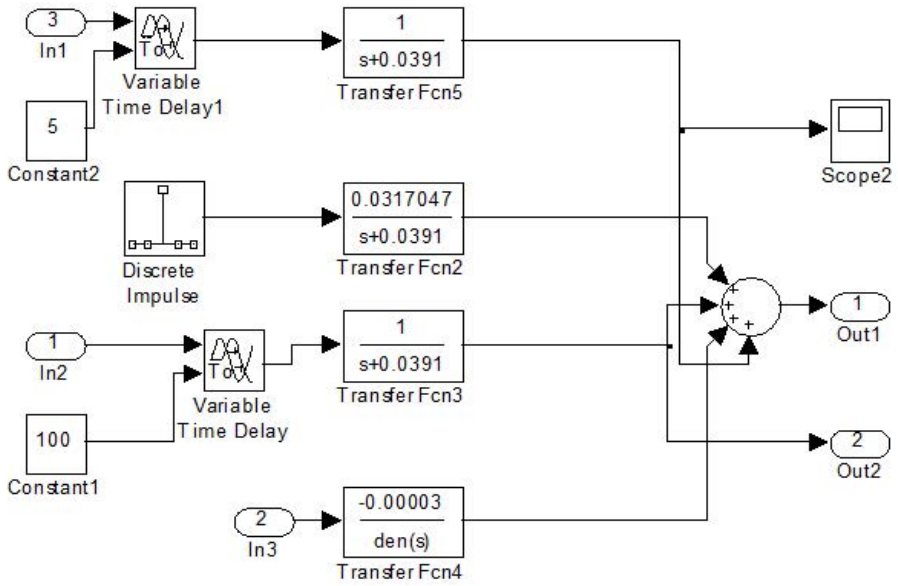 3
In1
To
Variable
Time Delay1
1
s+0.0391
Transfer Fcn5
5
Constant2
Scope2
Discrete
Impulse
0.0317047
s+0.0391
Transfer Fcn2
+
+
+
+
1
Out1
1
In2
To
Variable
Time Delay
1
s+0.0391
Transfer Fcn3
100
Constant1
2
Out2
2
In3
-0.00003
den(s)
Transfer Fcn4